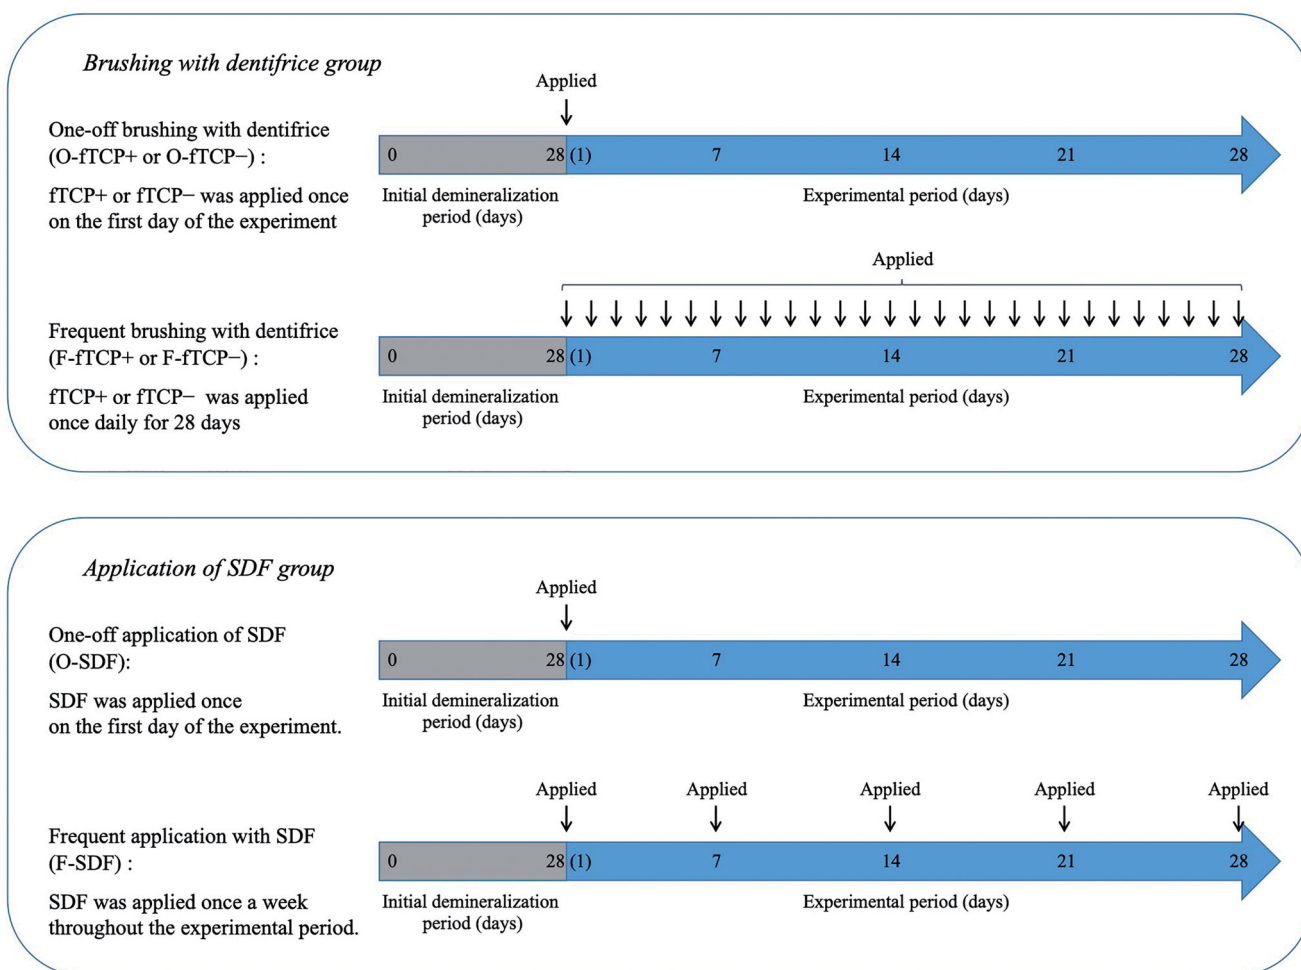 Brushing with dentifrice group
Applied
One-off brushing with dentifrice
(O-fTCP+ or O-fTCP−) :
0 28 (1) 7 14 21 28
fTCP+ or fTCP− was applied once
on the first day of the experiment
Initial demineralization
period (days)
Experimental period (days)
Applied
Frequent brushing with dentifrice
(F-fTCP+ or F-fTCP−) :
0 28 (1) 7 14 21 28
fTCP+ or fTCP− was applied
once daily for 28 days
Initial demineralization
period (days)
Experimental period (days)
Application of SDF group
Applied
One-off application of SDF
(O-SDF):
0 28 (1) 7 14 21 28
SDF was applied once
on the first day of the experiment.
Initial demineralization
period (days)
Experimental period (days)
Applied Applied Applied Applied Applied
Frequent application with SDF
(F-SDF) :
0 28 (1) 7 14 21 28
SDF was applied once a week
throughout the experimental period.
Initial demineralization
period (days)
Experimental period (days)